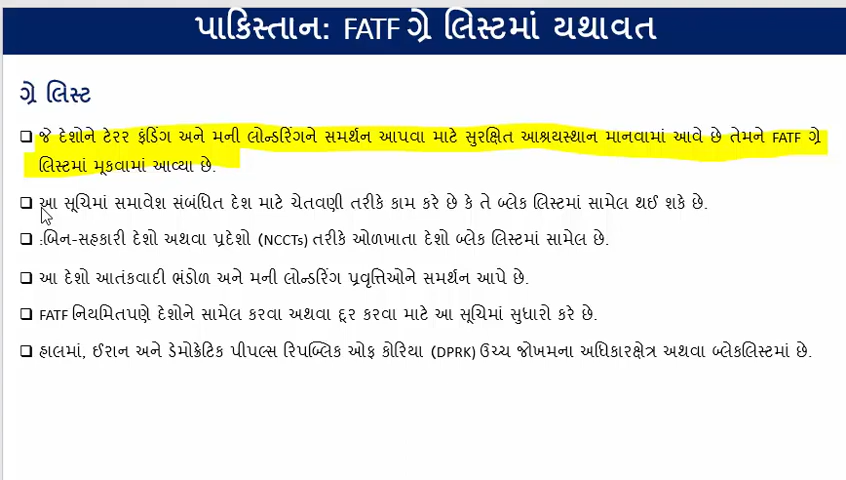 પાકિસ્તાન: FATF ગ્રે લિસ્ટમાં યથાવત
ગ્રે લિસ્ટ
જે દેશોને ટેરર ફંડિંગ અને મની લોન્ડરિંગને સમર્થન આપવા માટે સુરક્ષિત આશ્રયસ્થાન માનવામાં આવે છે તેમને FATF ગ્રે
લિસ્ટમાં મૂકવામાં આવ્યા છે.
આ સૂચિમાં સમાવેશ સંબંધિત દેશ માટે ચેતવણી તરીકે કામ કરે છે કે તે બ્લેક લિસ્ટમાં સામેલ થઈ શકે છે.
:બિન-સહકારી દેશો અથવા પ્રદેશો (NCCTs) તરીકે ઓળખાતા દેશો બ્લેક લિસ્ટમાં સામેલ છે.
આ દેશો આતંકવાદી ભંડોળ અને મની લોન્ડરિંગ પ્રવૃત્તિઓને સમર્થન આપે છે.
FATF નિયમિતપણે દેશોને સામેલ કરવા અથવા દૂર કરવા માટે આ સૂચિમાં સુધારો કરે છે.
હાલમાં, ઈરાન અને ડેમોક્રેટિક પીપલ્સ રિપબ્લિક ઓફ કોરિયા (DPRK) ઉચ્ચ જોખમના અધિકારક્ષેત્ર અથવા બ્લેકલિસ્ટમાં છે.